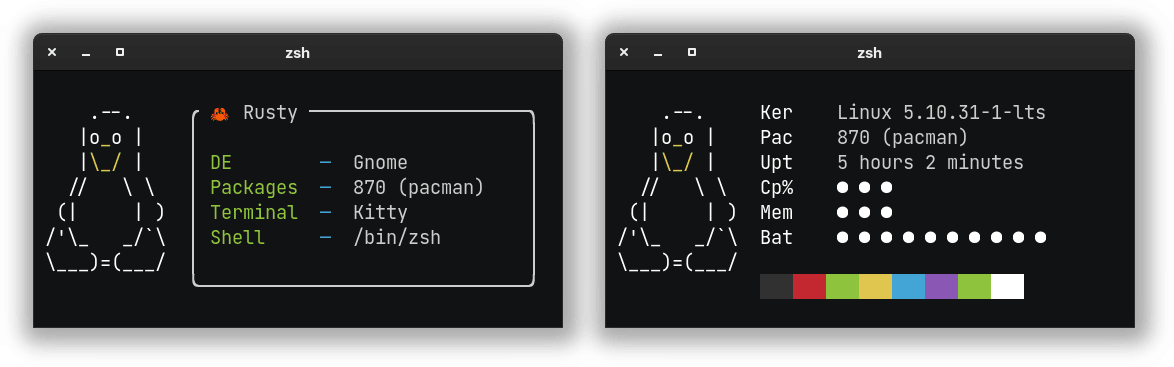 zsh
🦀 Rusty
DE – Gnome
Packages – 870 (pacman)
Terminal – Kitty
Shell – /bin/zsh
.--.
|o_o |
|\_/ |
// \ \
(| | )
/'\_ _/`\
\___)=(___/
zsh
Ker Linux 5.10.31-1-lts
Pac 870 (pacman)
Upt 5 hours 2 minutes
Cp% ● ● ●
Mem ● ● ●
Bat ● ● ● ● ● ● ● ● ● ●
.--.
|o_o |
|\_/ |
// \ \
(| | )
/'\_ _/`\
\___)=(___/